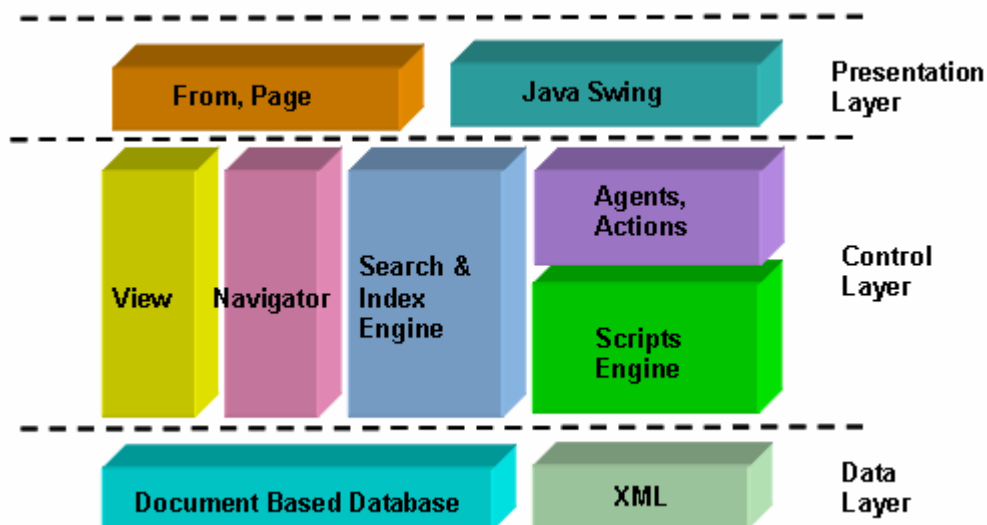 From, Page
Java Swing
Presentation
Layer
View
Navigator
Search &
Index
Engine
Agents,
Actions
Scripts
Engine
Control
Layer
Document Based Database
XML
Data
Layer